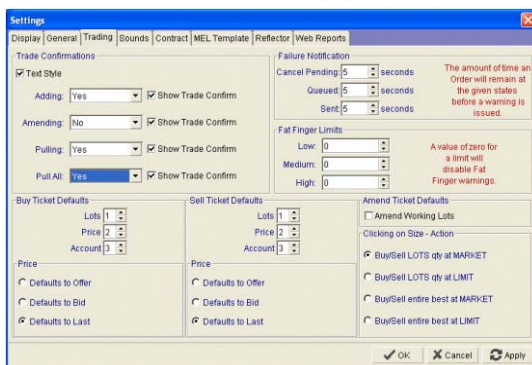 Settings
Display General Trading Sounds Contract MEL Template Reflector Web Reports
Trade Confirmations
Text Style
Adding: Yes Show Trade Confirm
Amending: No Show Trade Confirm
Pulling: Yes Show Trade Confirm
Pull All: Yes Show Trade Confirm
Failure Notification
Cancel Pending: 5 seconds
Queued: 5 seconds
Sent: 5 seconds
The amount of time an
Order will remain at
the given states
before a warning is
issued.
Fat Finger Limits
Low: 0
Medium: 0
High: 0
A value of zero for
a limit will
disable Fat
Finger warnings.
Buy Ticket Defaults
Lots 1
Price 2
Account 3
Price
Defaults to Offer
Defaults to Bid
Defaults to Last
Sell Ticket Defaults
Lots 1
Price 2
Account 3
Price
Defaults to Offer
Defaults to Bid
Defaults to Last
Amend Ticket Defaults
Amend Working Lots
Clicking on Size - Action
Buy/Sell LOTS qty at MARKET
Buy/Sell LOTS qty at LIMIT
Buy/Sell entire best at MARKET
Buy/Sell entire best at LIMIT
OK Cancel Apply